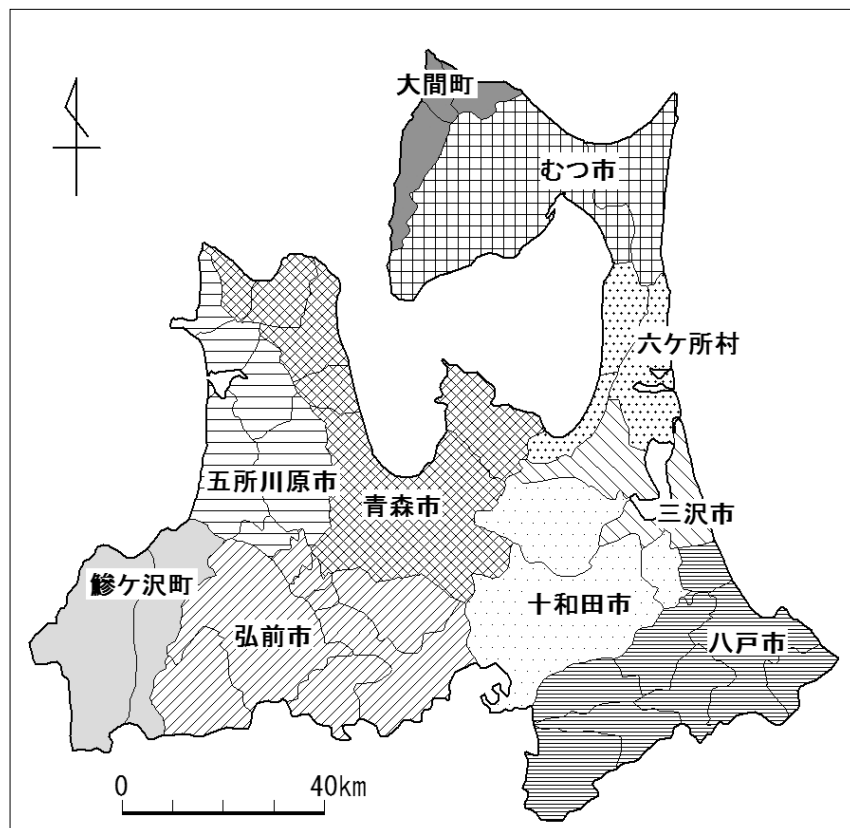 大間町
むつ市
六ケ所村
五所川原市
青森市
三沢市
鰺ケ沢町
弘前市
十和田市
八戸市
0 40km